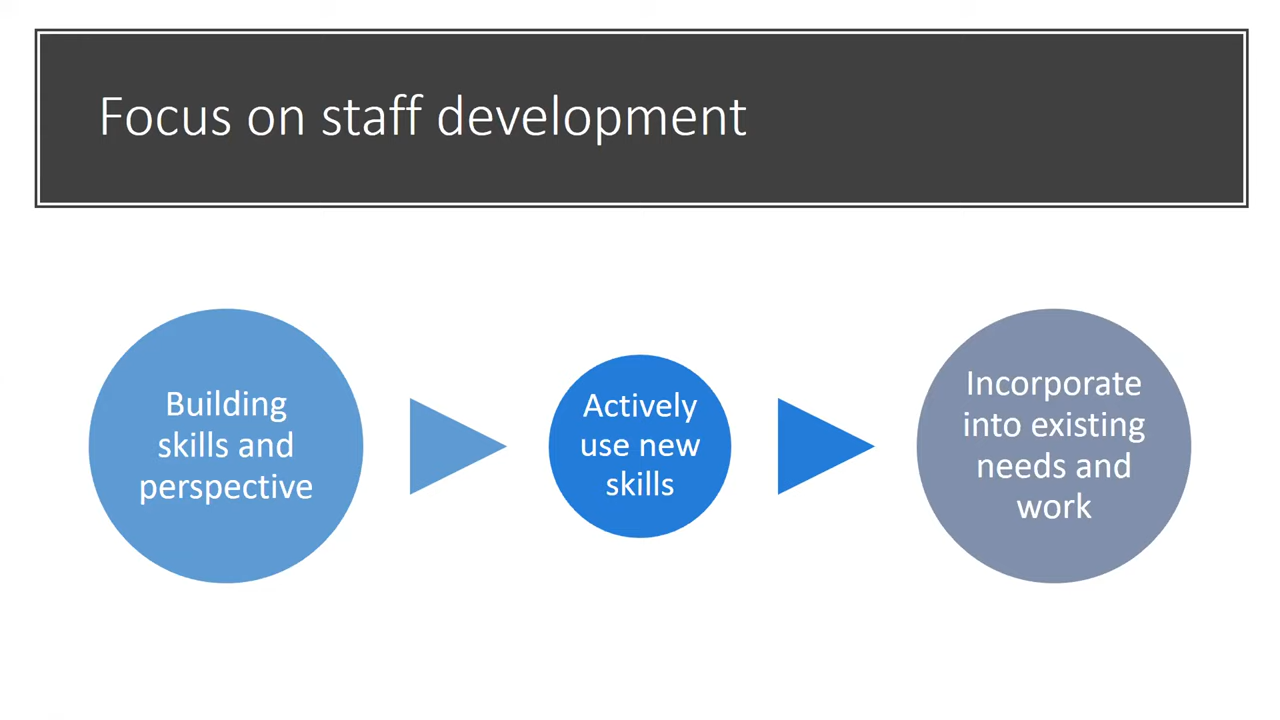 Focus on staff development
Building
skills and
perspective
Actively
use new
skills
Incorporate
into existing
needs and
work